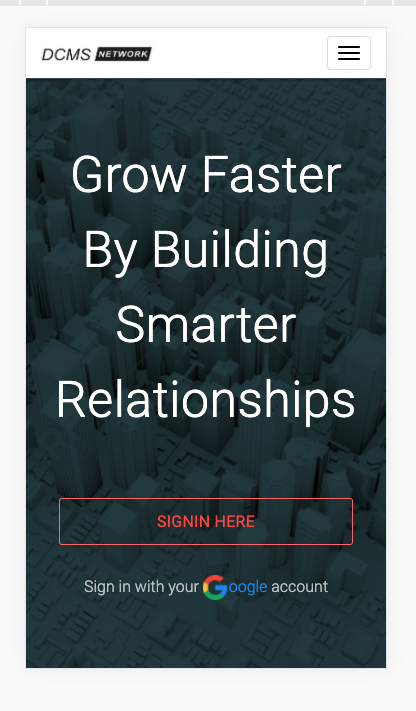 DCMS NETWORK
Grow Faster
By Building
Smarter
Relationships
SIGNIN HERE
Sign in with your Google account